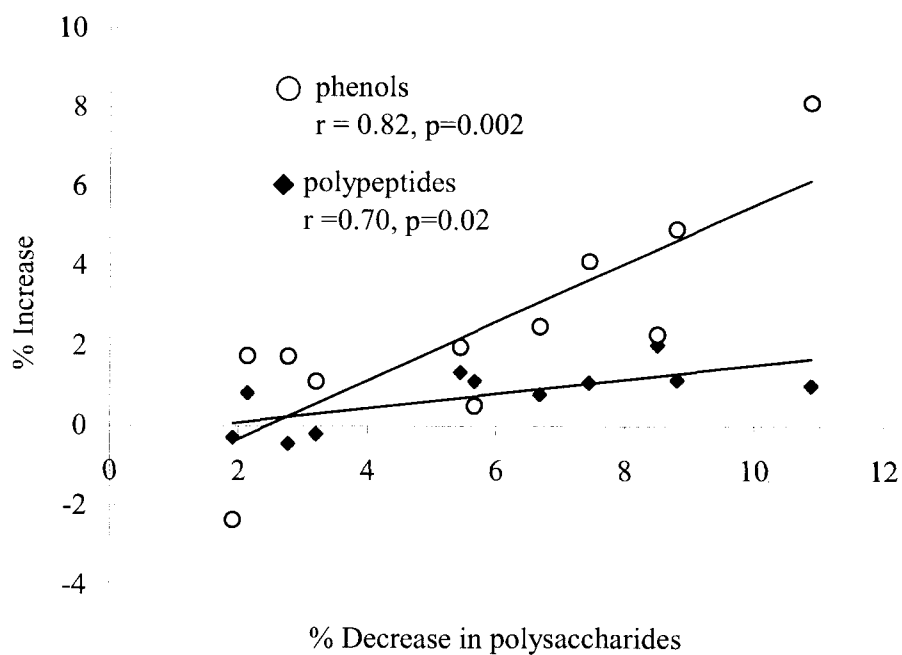 10
phenols
8
r = 0.82, p=0.002
6
polypeptides
r =0.70, p=0.02
4
% Increase
2
0
0 2 4 6 8 10 12
-2
-4
% Decrease in polysaccharides